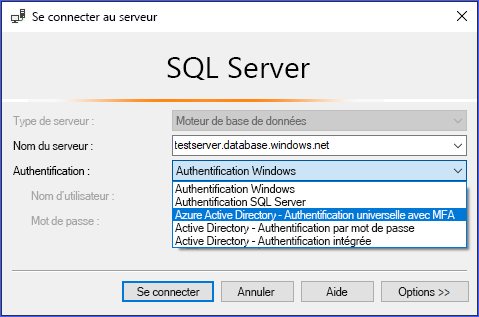 Se connecter au serveur
SQL Server
Type de serveur :
Moteur de base de données
Nom du serveur :
testserver.database.windows.net
Authentification :
Authentification Windows
Authentification Windows
Authentification SQL Server
Azure Active Directory - Authentification universelle avec MFA
Active Directory - Authentification par mot de passe
Active Directory - Authentification intégrée
Nom d'utilisateur :
Mot de passe :
Se connecter
Annuler
Aide
Options >>